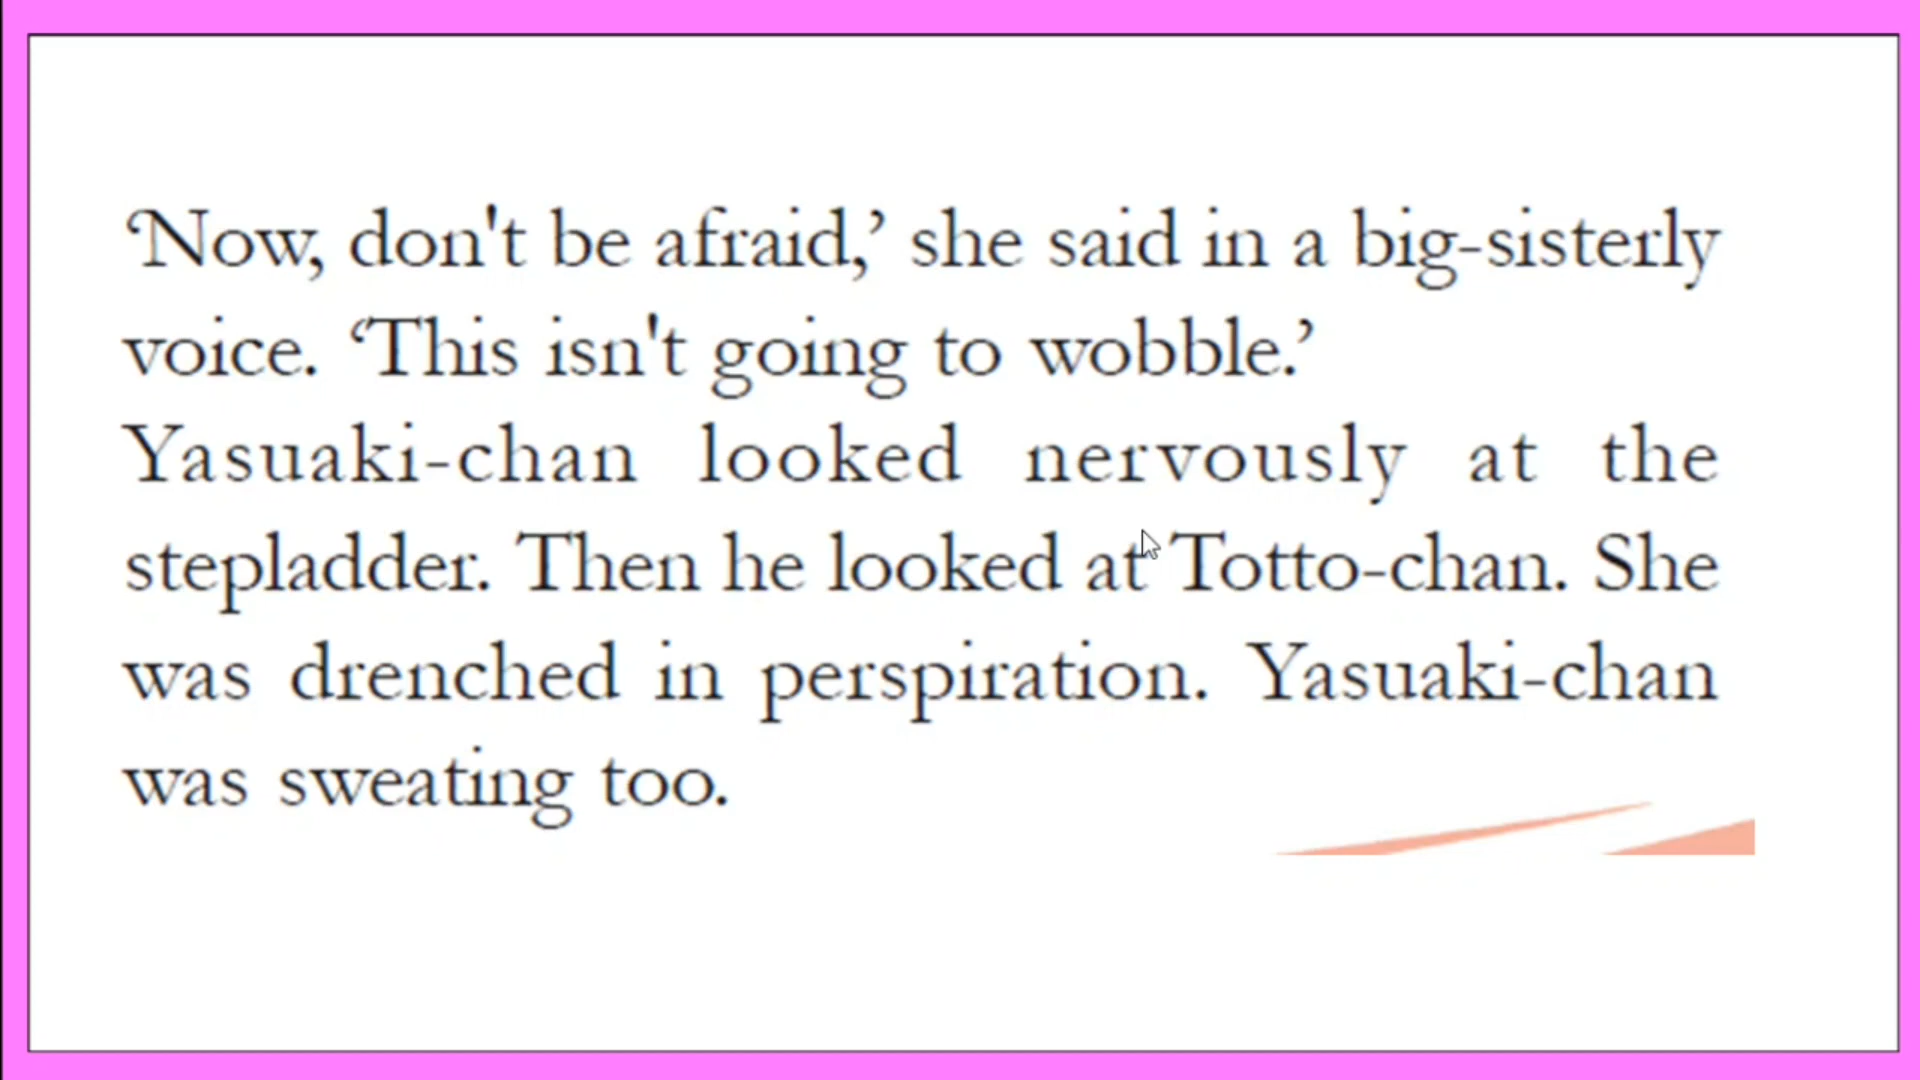 ‘Now, don't be afraid,’ she said in a big-sisterly
voice. ‘This isn't going to wobble.’
Yasuaki-chan looked nervously at the
stepladder. Then he looked at Totto-chan. She
was drenched in perspiration. Yasuaki-chan
was sweating too.